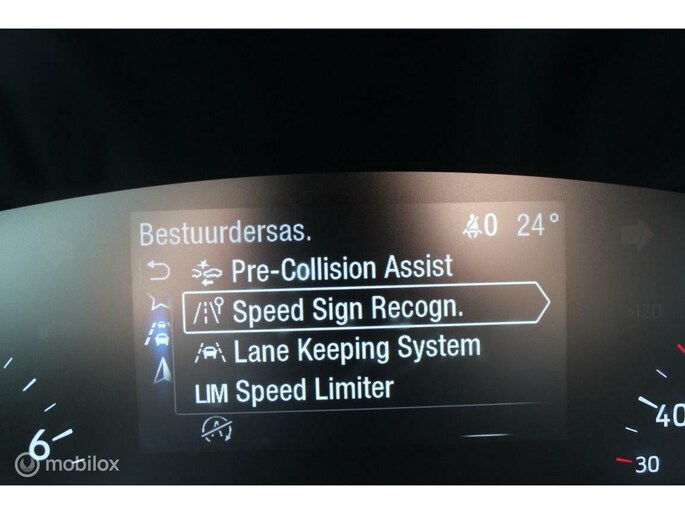 Bestuurdersas. 0 24°
Pre-Collision Assist
Speed Sign Recogn.
120
Lane Keeping System
LIM Speed Limiter
40
6
30
mobilox